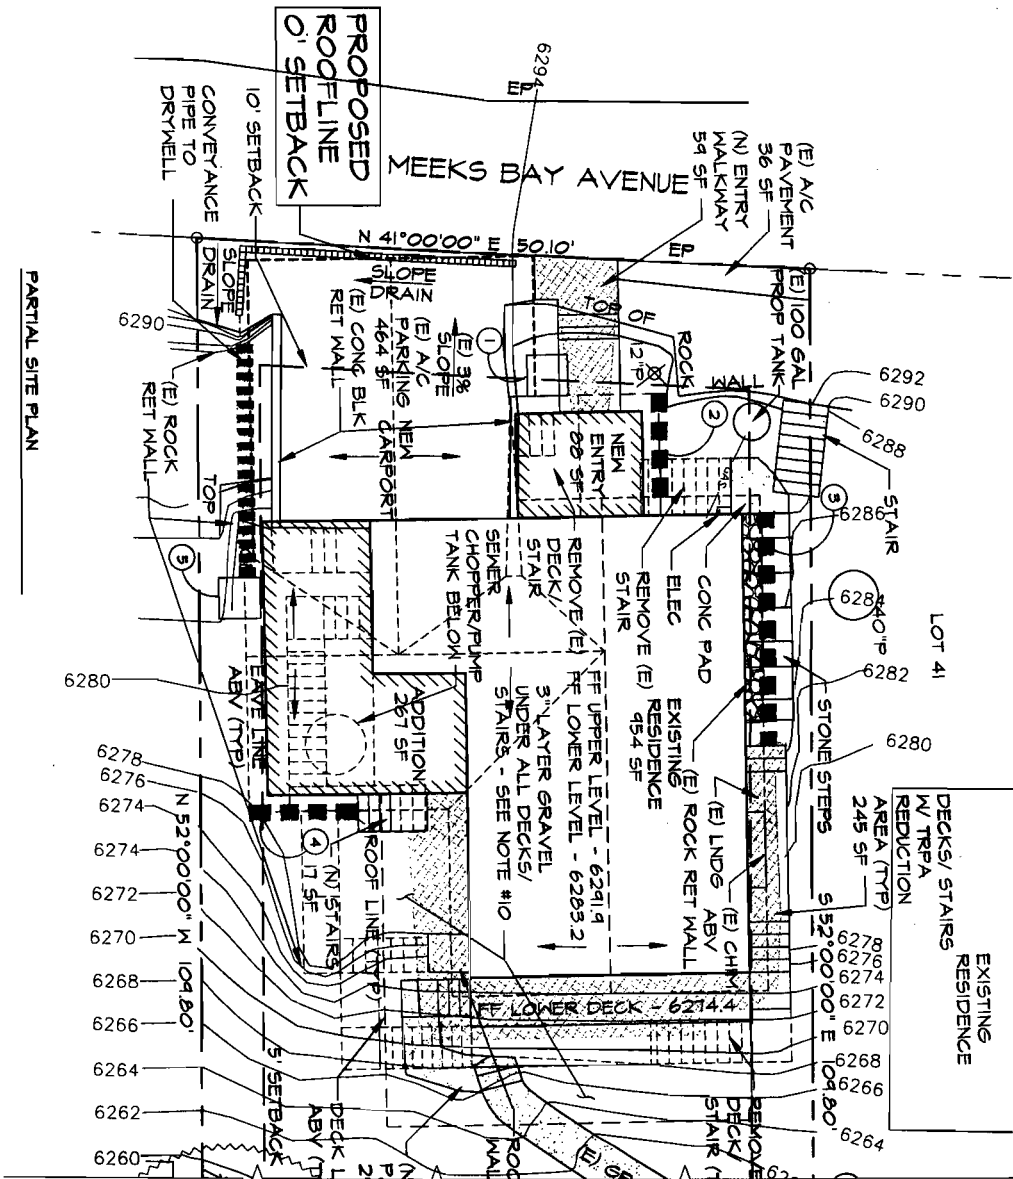 PROPOSED
ROOFLINE
0' SETBACK
6294
EP
MEEKS BAY AVENUE
(E) A/C
PAVEMENT
36 SF
(N) ENTRY
WALKWAY
59 SF
10' SETBACK
CONVEYANCE
PIPE TO
DRYWELL
N 41°00'00" E 50.10'
EP
SLOPE
DRAIN
SLOPE
DRAIN
(E) 100 GAL
PROP TANK
TOP OF
ROCK
WALL
12"P
6290
(E) ROCK
RET WALL
TOP
(E) CONC BLK
RET WALL
(E) 3%
SLOPE
(E) A/C
PARKING NEW
464 SF CARPORT
1
2
3
NEW
ENTRY
88 SF
6292
6290
6288
STAIR
6286
6284
40"P
6282
6280
LOT 41
PARTIAL SITE PLAN
5
SEWER
CHOPPER/PUMP
TANK BELOW
REMOVE (E)
DECK/
STAIR
REMOVE (E)
STAIR
ELEC
CONC PAD
FF UPPER LEVEL - 6291.9
FF LOWER LEVEL - 6283.2
3" LAYER GRAVEL
UNDER ALL DECKS/
STAIRS - SEE NOTE #10
EXISTING
RESIDENCE
954 SF
(E) ROCK RET WALL
(E) LNDG
ABV
(E) CHIM
STONE STEPS
6280
EAVE LINE
ABV (TYP)
ADDITION
267 SF
DECKS/ STAIRS
W/ TRPA
REDUCTION
AREA (TYP)
245 SF
EXISTING
RESIDENCE
6278
6276
6274
6274
6272
6270
6268
6266
6264
6262
6260
N 52°00'00" W 109.80'
4
(N) STAIRS
17 SF
ROOF LINE (TYP)
FF LOWER DECK - 6274.4
S 52°00'00" E 109.80'
6278
6276
6274
6272
6270
6268
6266
6264
5' SETBACK
DECK L
ABV (T
REMOVE
DECK/
STAIR (